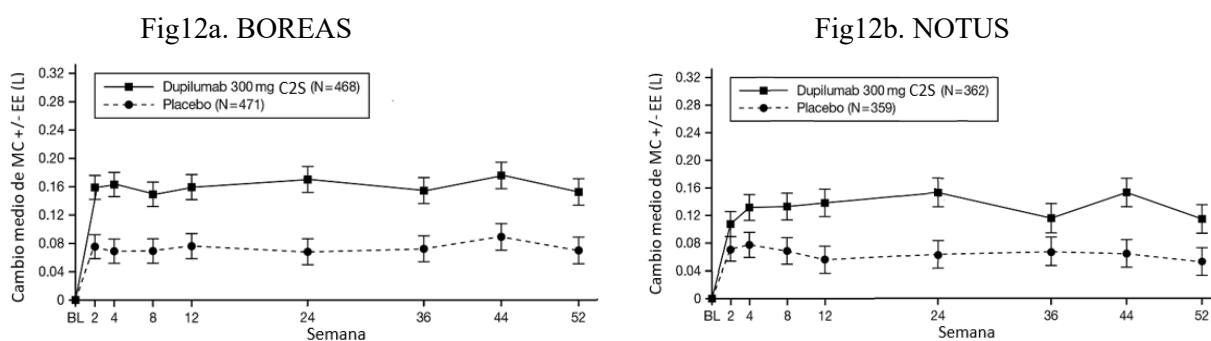 Fig12a. BOREAS
Cambio medio de MC +/- EE (L)
0.32
0.28
0.24
0.20
0.16
0.12
0.08
0.04
0
Dupilumab 300 mg C2S (N=468)
Placebo (N=471)
BL 2 4 8 12 24 36 44 52
Semana
Fig12b. NOTUS
Cambio medio de MC +/- EE (L)
0.32
0.28
0.24
0.20
0.16
0.12
0.08
0.04
0
Dupilumab 300 mg C2S (N=362)
Placebo (N=359)
BL 2 4 8 12 24 36 44 52
Semana